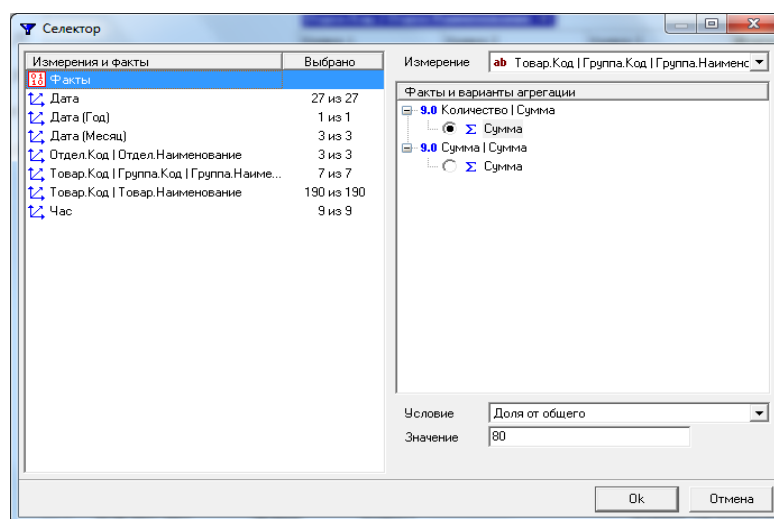 Селектор
Измерения и факты Выбрано
Факты
Дата 27 из 27
Дата (Год) 1 из 1
Дата (Месяц) 3 из 3
Отдел.Код | Отдел.Наименование 3 из 3
Товар.Код | Группа.Код | Группа.Наиме... 7 из 7
Товар.Код | Товар.Наименование 190 из 190
Час 9 из 9
Измерение ab Товар.Код | Группа.Код | Группа.Наименс
Факты и варианты агрегации
9.0 Количество | Сумма
Σ Сумма
9.0 Сумма | Сумма
Σ Сумма
Условие Доля от общего
Значение 80
Ok Отмена